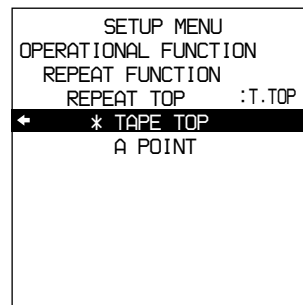 SETUP MENU
OPERATIONAL FUNCTION
REPEAT FUNCTION
REPEAT TOP :T.TOP
← * TAPE TOP
A POINT